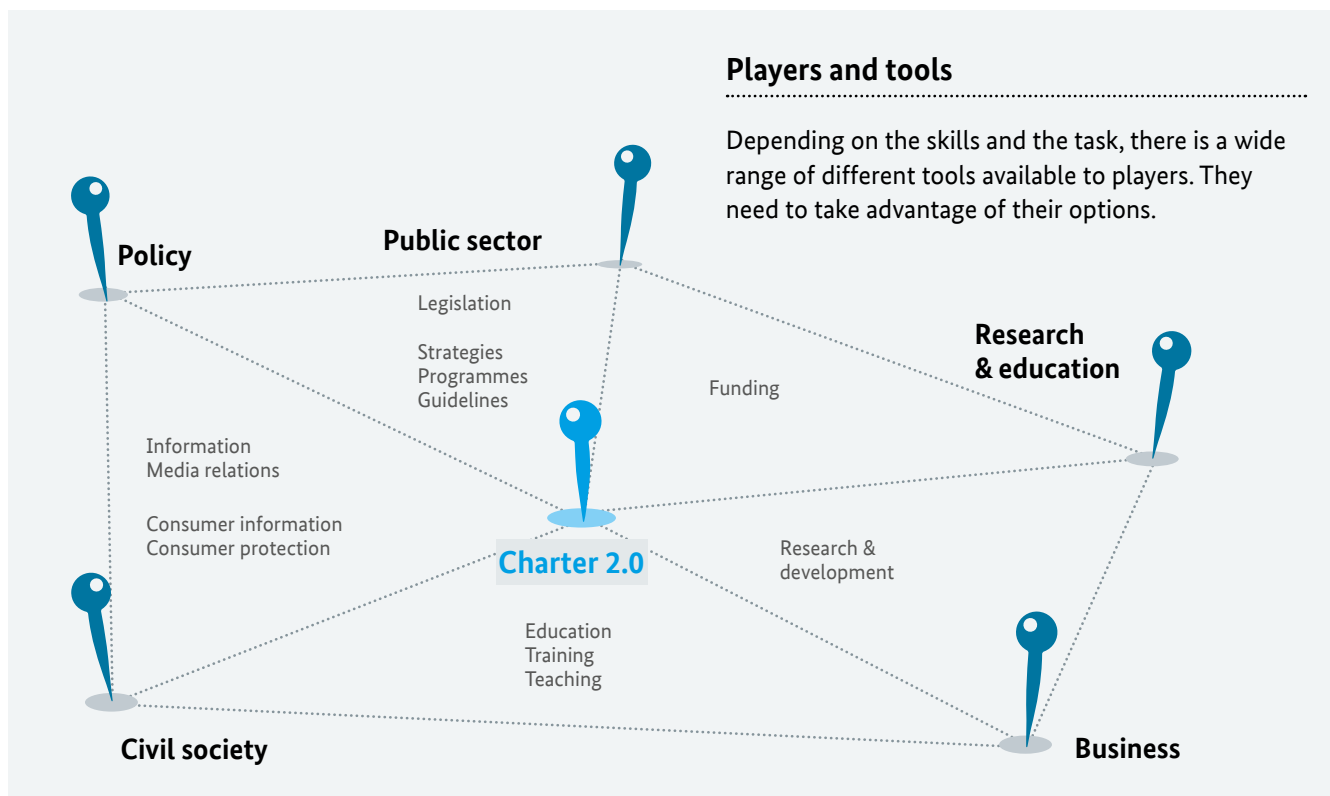 Players and tools
Depending on the skills and the task, there is a wide
range of different tools available to players. They
need to take advantage of their options.
Policy
Public sector
Legislation
Strategies
Programmes
Guidelines
Research
& education
Funding
Information
Media relations
Consumer information
Consumer protection
Charter 2.0
Research &
development
Education
Training
Teaching
Civil society
Business